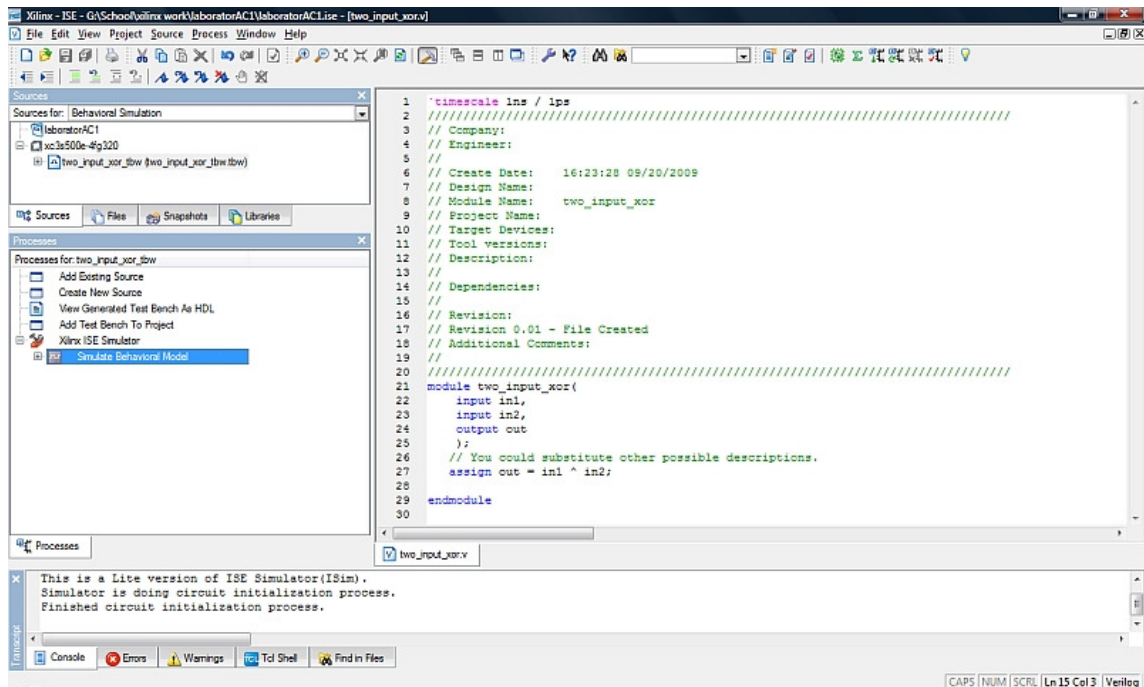 Xilinx - ISE - G:\School\xilinx work\laboratorAC1\laboratorAC1.ise - [two_input_xor.v]
File Edit View Project Source Process Window Help
Sources
Sources for: Behavioral Simulation
laboratorAC1
xc3s500e-4fg320
two_input_xor_tbw (two_input_xor_tbw.tbw)
Sources Files Snapshots Libraries
Processes
Processes for: two_input_xor_tbw
Add Existing Source
Create New Source
View Generated Test Bench As HDL
Add Test Bench To Project
Xilinx ISE Simulator
Simulate Behavioral Model
Processes
1 `timescale 1ns / 1ps
2 //////////////////////////////////////////////////////////////////////////////////
3 // Company:
4 // Engineer:
5 //
6 // Create Date:    16:23:28 09/20/2009
7 // Design Name:
8 // Module Name:    two_input_xor
9 // Project Name:
10 // Target Devices:
11 // Tool versions:
12 // Description:
13 //
14 // Dependencies:
15 //
16 // Revision:
17 // Revision 0.01 - File Created
18 // Additional Comments:
19 //
20 //////////////////////////////////////////////////////////////////////////////////
21 module two_input_xor(
22     input in1,
23     input in2,
24     output out
25     );
26    // You could substitute other possible descriptions.
27    assign out = in1 ^ in2;
28
29 endmodule
30
two_input_xor.v
This is a Lite version of ISE Simulator(ISim).
Simulator is doing circuit initialization process.
Finished circuit initialization process.
Transcript
Console Errors Warnings Tcl Shell Find in Files
CAPS NUM SCRL Ln 15 Col 3 Verilog